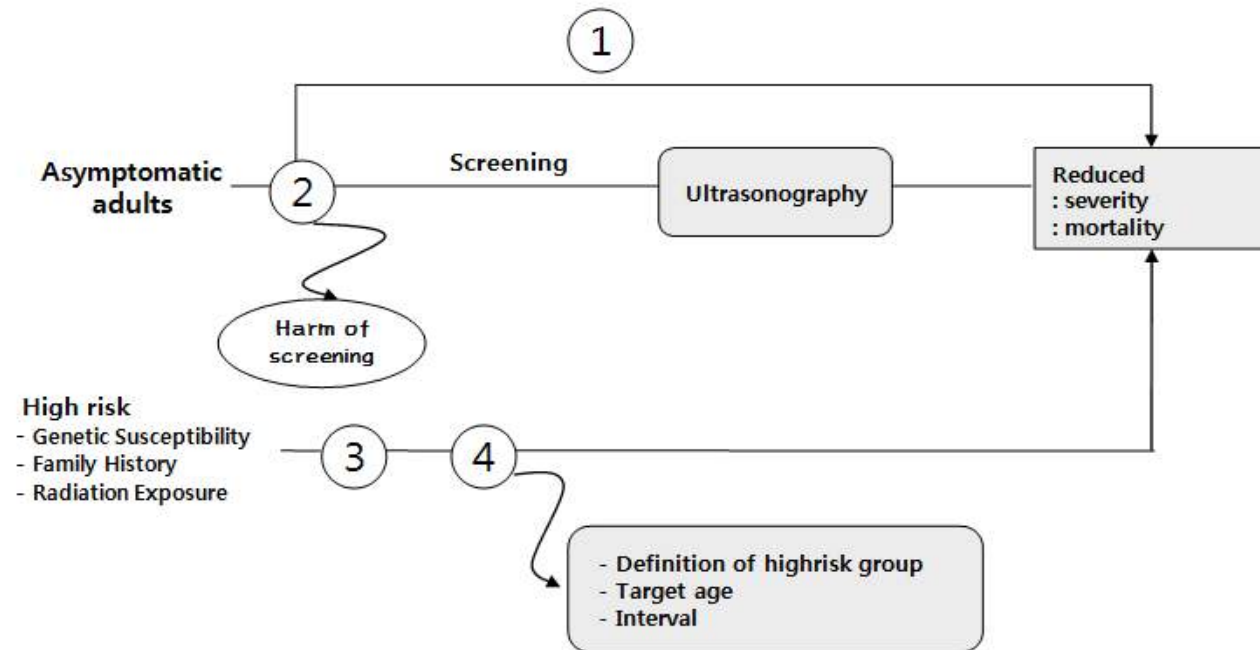 1
Asymptomatic
adults
2
Screening
Ultrasonography
Reduced
: severity
: mortality
Harm of
screening
High risk
- Genetic Susceptibility
- Family History
- Radiation Exposure
3
4
- Definition of highrisk group
- Target age
- Interval